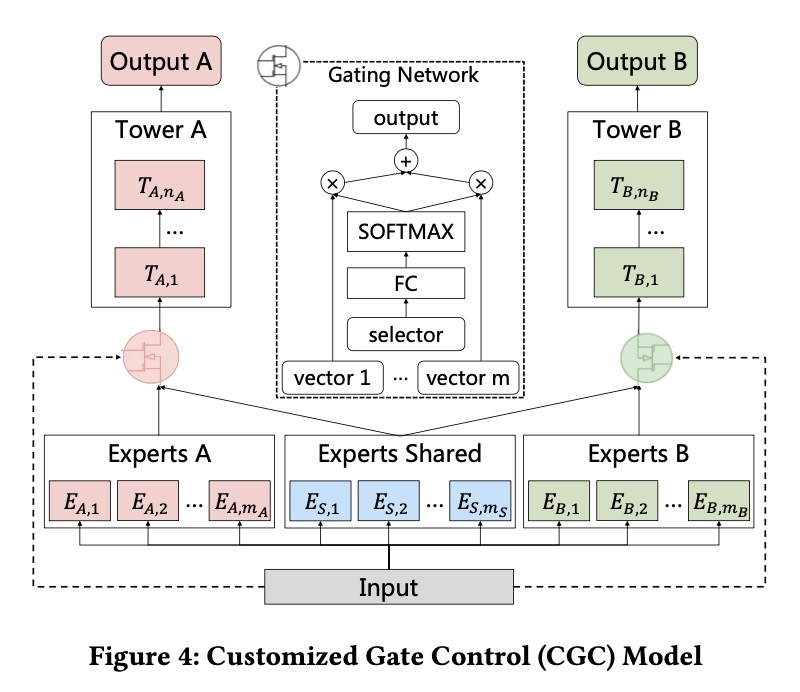 Output A
Gating Network
Output B
output
Tower A
Tower B
+
× ×
T_{A,n_A}
T_{B,n_B}
...
SOFTMAX
...
T_{A,1}
FC
T_{B,1}
selector
vector 1 ... vector m
Experts A
Experts Shared
Experts B
E_{A,1} E_{A,2} ... E_{A,m_A}
E_{S,1} E_{S,2} ... E_{S,m_S}
E_{B,1} E_{B,2} ... E_{B,m_B}
Input
Figure 4: Customized Gate Control (CGC) Model